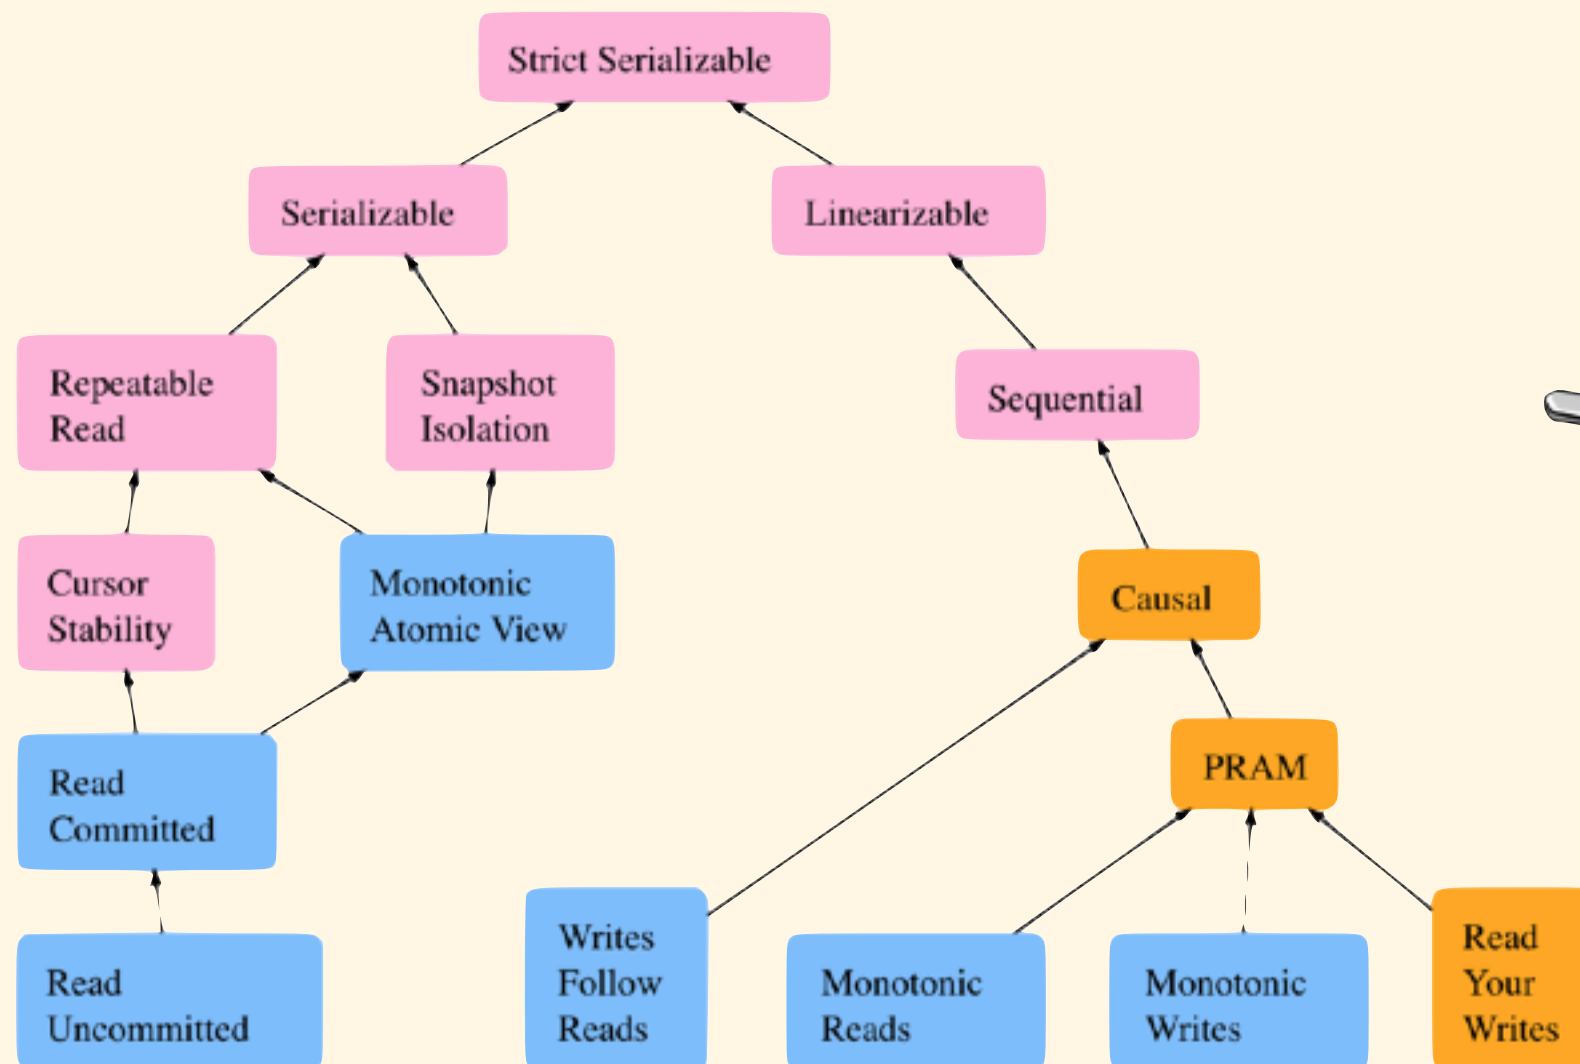 Strict Serializable
Serializable
Linearizable
Repeatable
Read
Snapshot
Isolation
Sequential
Cursor
Stability
Monotonic
Atomic View
Causal
Read
Committed
PRAM
Read
Uncommitted
Writes
Follow
Reads
Monotonic
Reads
Monotonic
Writes
Read
Your
Writes